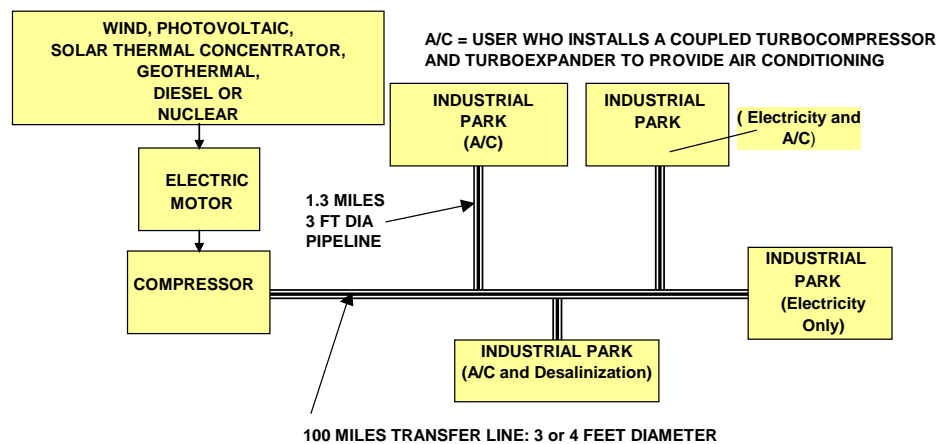 WIND, PHOTOVOLTAIC,
SOLAR THERMAL CONCENTRATOR,
GEOTHERMAL,
DIESEL OR
NUCLEAR
A/C = USER WHO INSTALLS A COUPLED TURBOCOMPRESSOR
AND TURBOEXPANDER TO PROVIDE AIR CONDITIONING
INDUSTRIAL
PARK
(A/C)
INDUSTRIAL
PARK
( Electricity and
A/C)
ELECTRIC
MOTOR
1.3 MILES
3 FT DIA
PIPELINE
COMPRESSOR
INDUSTRIAL
PARK
(Electricity
Only)
INDUSTRIAL PARK
(A/C and Desalinization)
100 MILES TRANSFER LINE: 3 or 4 FEET DIAMETER